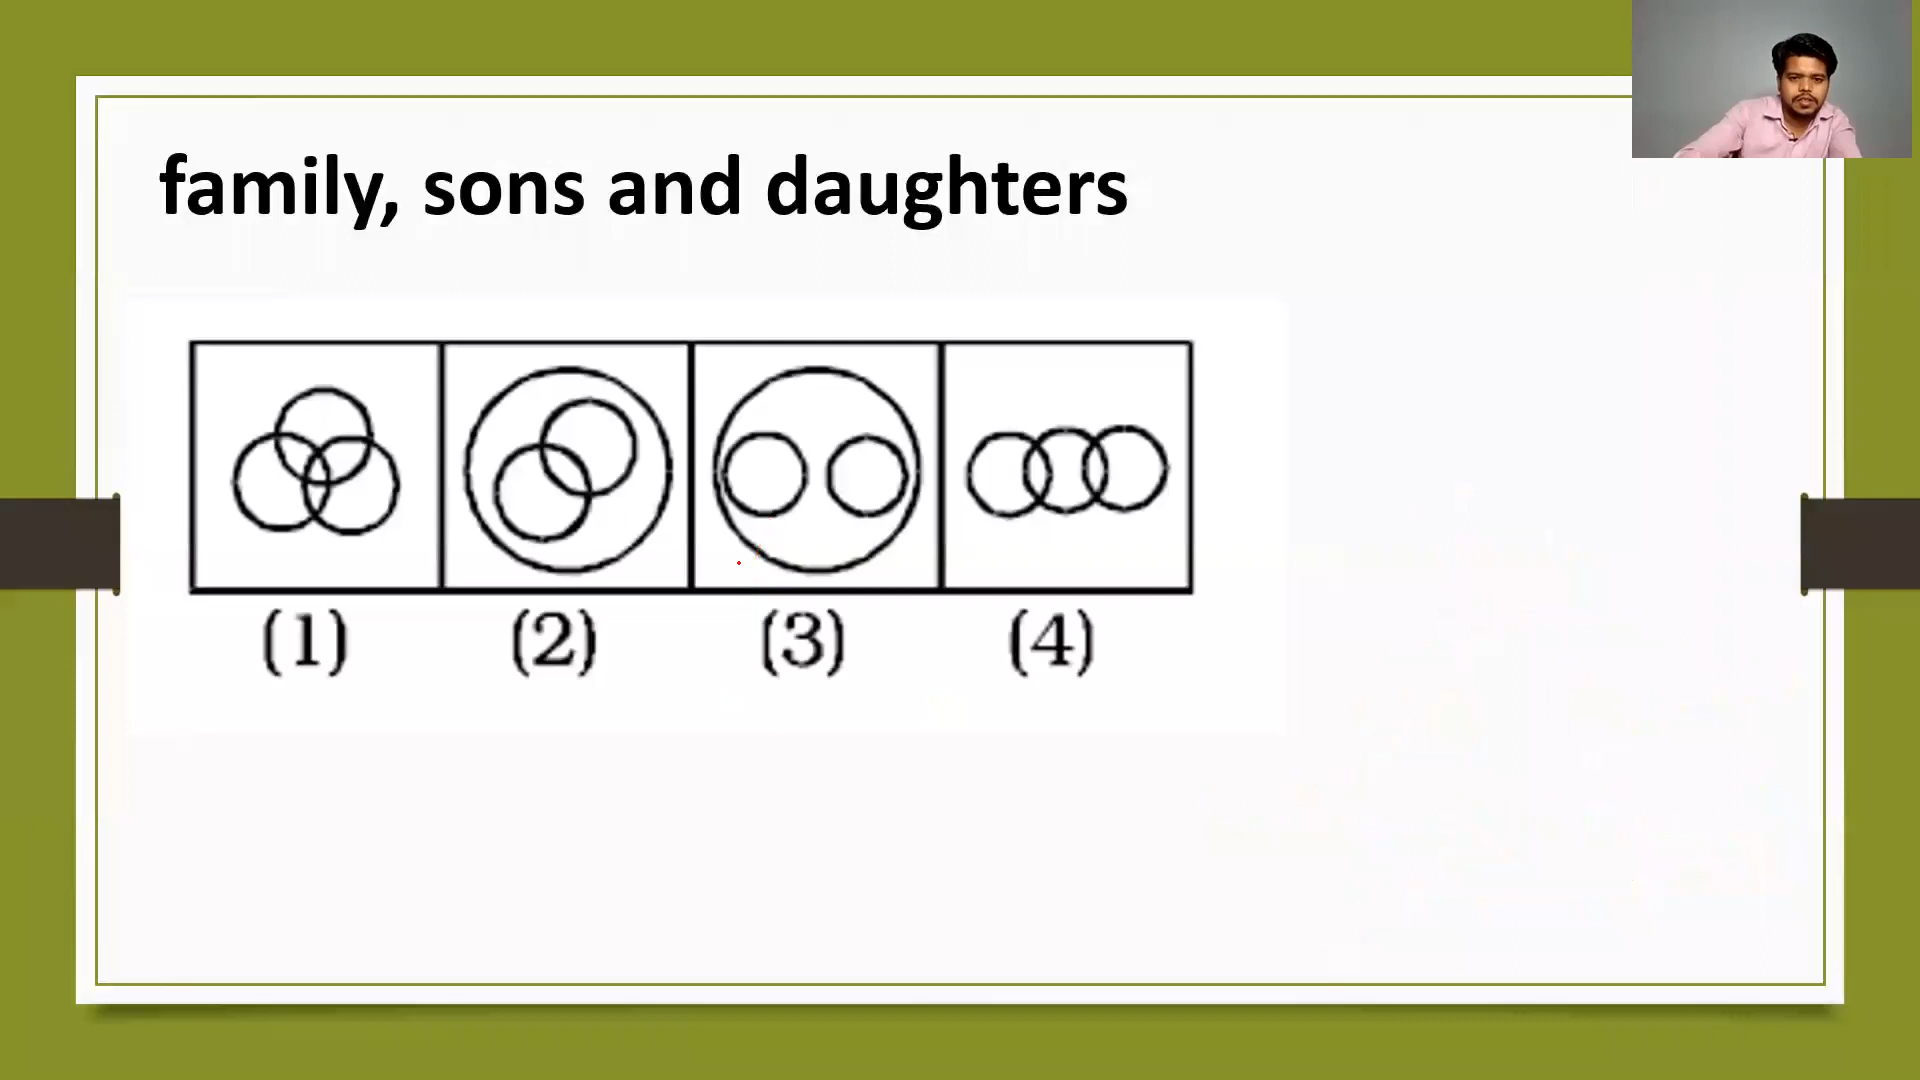 family, sons and daughters
(1) (2) (3) (4)